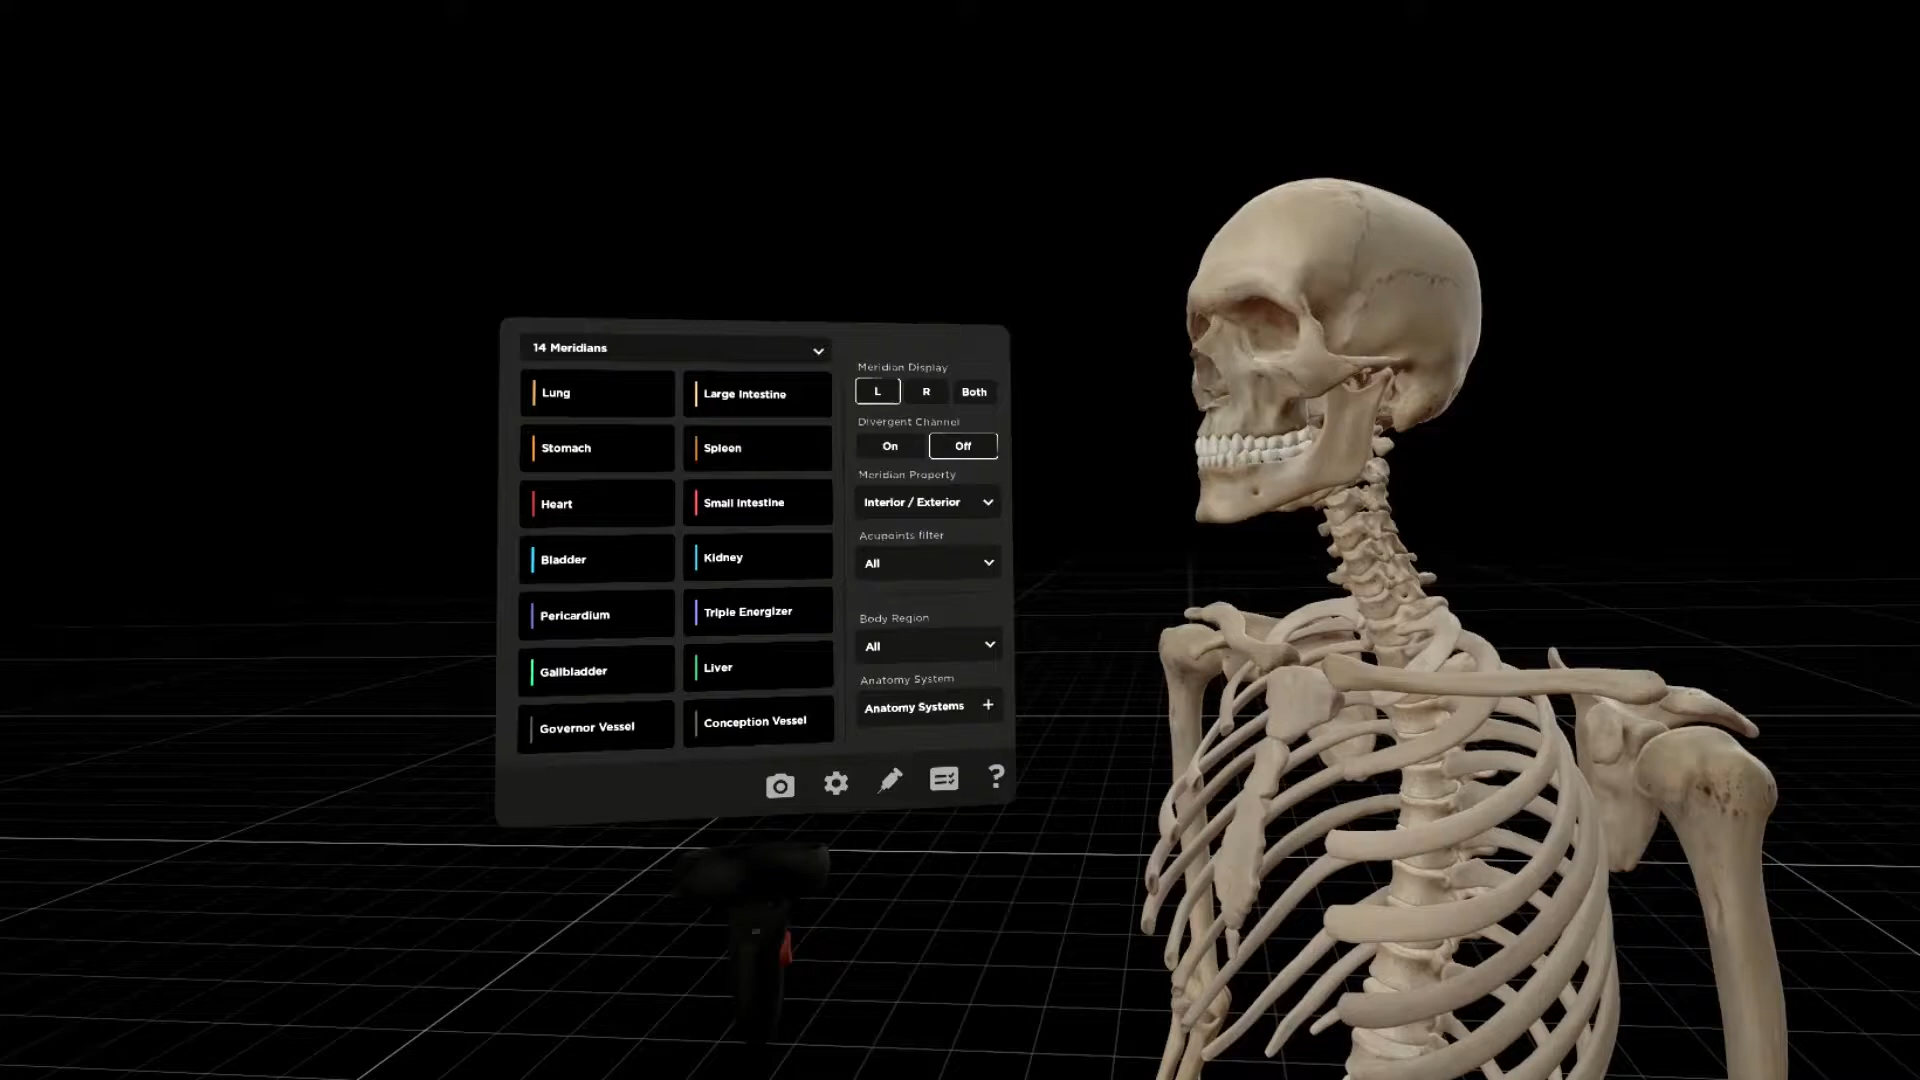 14 Meridians
Lung
Large Intestine
Stomach
Spleen
Heart
Small Intestine
Bladder
Kidney
Pericardium
Triple Energizer
Gallbladder
Liver
Governor Vessel
Conception Vessel
Meridian Display
L R Both
Divergent Channel
On Off
Meridian Property
Interior / Exterior
Acupoints filter
All
Body Region
All
Anatomy System
Anatomy Systems +
?